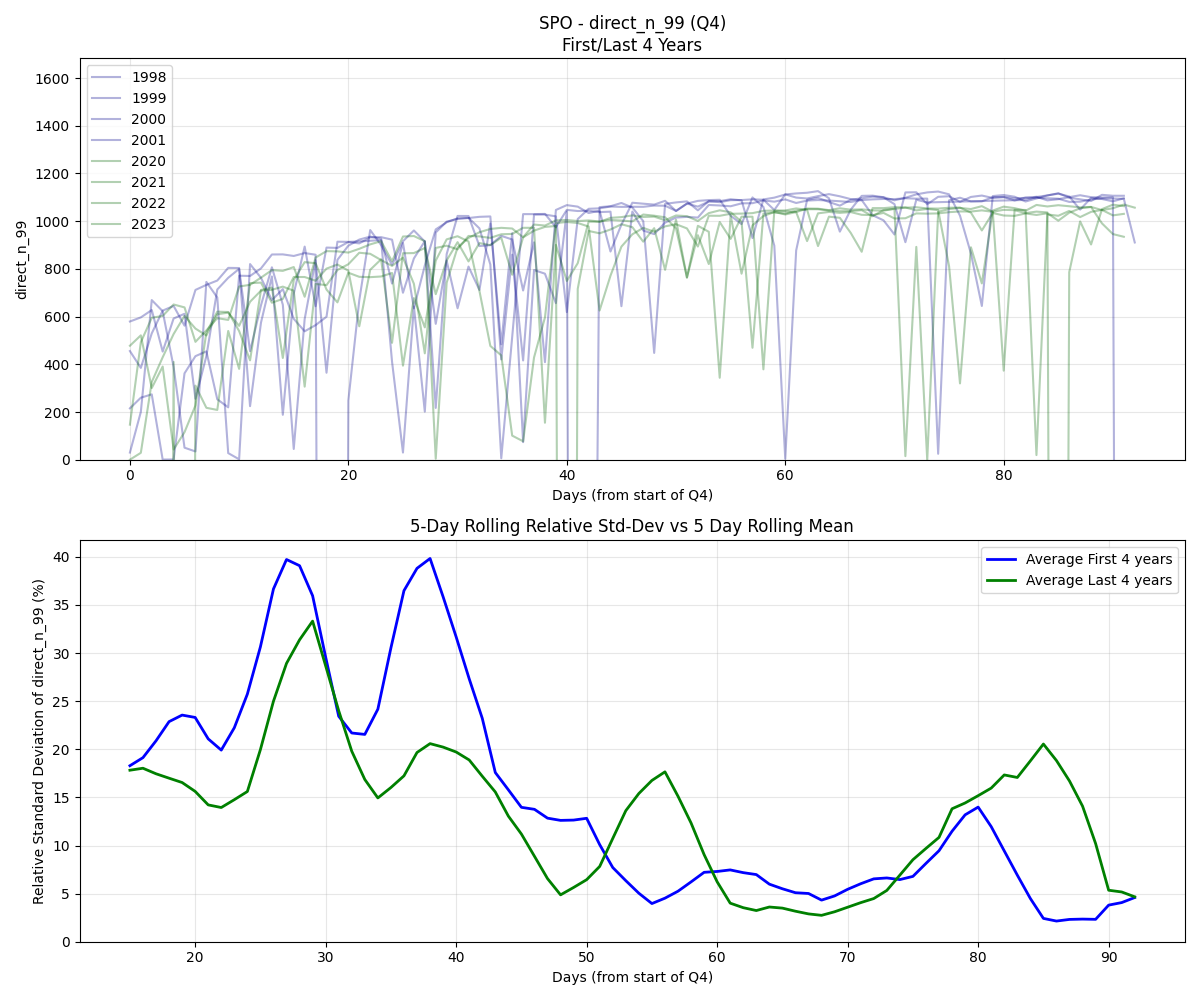 SPO - direct_n_99 (Q4)
First/Last 4 Years
1600
1400
1200
1000
800
600
400
200
0
direct_n_99
1998
1999
2000
2001
2020
2021
2022
2023
0 20 40 60 80
Days (from start of Q4)
5-Day Rolling Relative Std-Dev vs 5 Day Rolling Mean
40
35
30
25
20
15
10
5
0
Relative Standard Deviation of direct_n_99 (%)
Average First 4 years
Average Last 4 years
20 30 40 50 60 70 80 90
Days (from start of Q4)